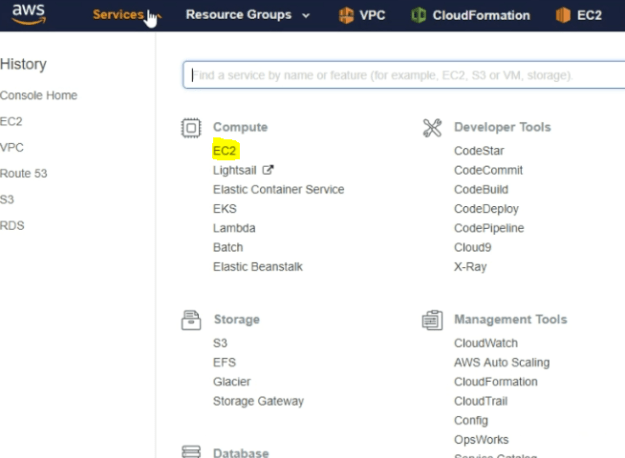 aws Services Resource Groups VPC CloudFormation EC2
History
Console Home
EC2
VPC
Route 53
S3
RDS
Find a service by name or feature (for example, EC2, S3 or VM, storage).
Compute
EC2
Lightsail
Elastic Container Service
EKS
Lambda
Batch
Elastic Beanstalk
Storage
S3
EFS
Glacier
Storage Gateway
Database
Developer Tools
CodeStar
CodeCommit
CodeBuild
CodeDeploy
CodePipeline
Cloud9
X-Ray
Management Tools
CloudWatch
AWS Auto Scaling
CloudFormation
CloudTrail
Config
OpsWorks
Service Catalog